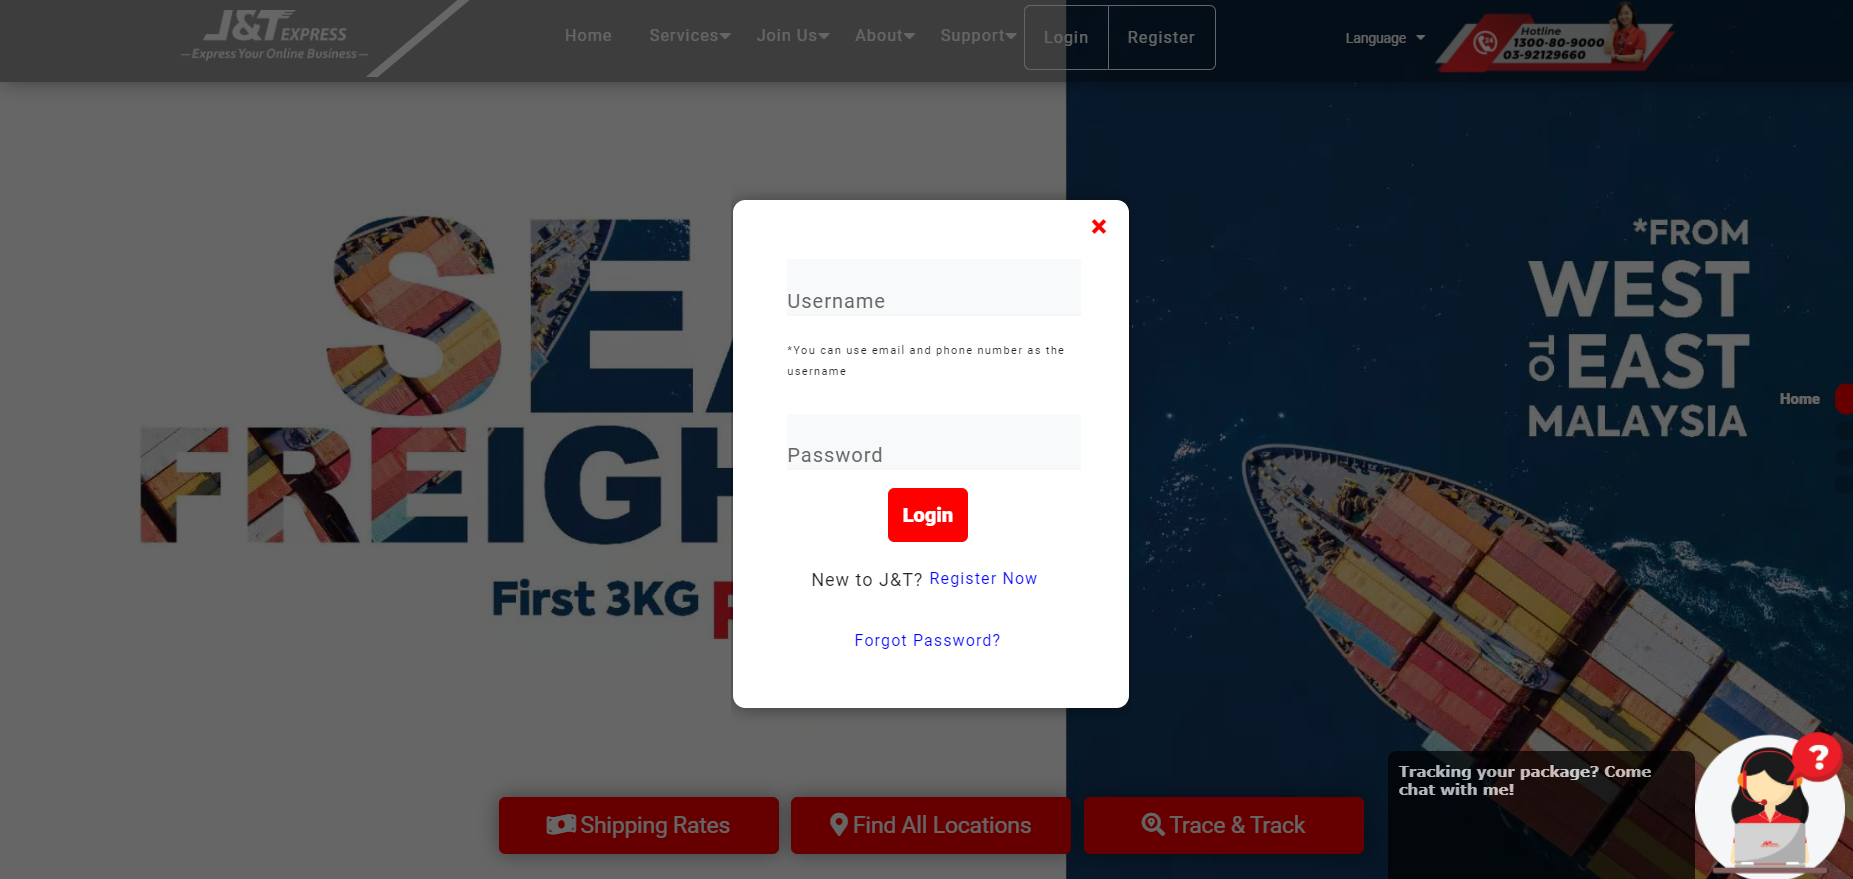 J&T EXPRESS
Express Your Online Business
Home
Services
Join Us
About
Support
Login
Register
Language
Hotline
1300-80-9000
03-92129660
24
SEA
FREIGH
First 3KG
*FROM
WEST
TO
EAST
MALAYSIA
Home
Username
*You can use email and phone number as the
username
Password
Login
New to J&T? Register Now
Forgot Password?
Shipping Rates
Find All Locations
Trace & Track
Tracking your package? Come
chat with me!
?